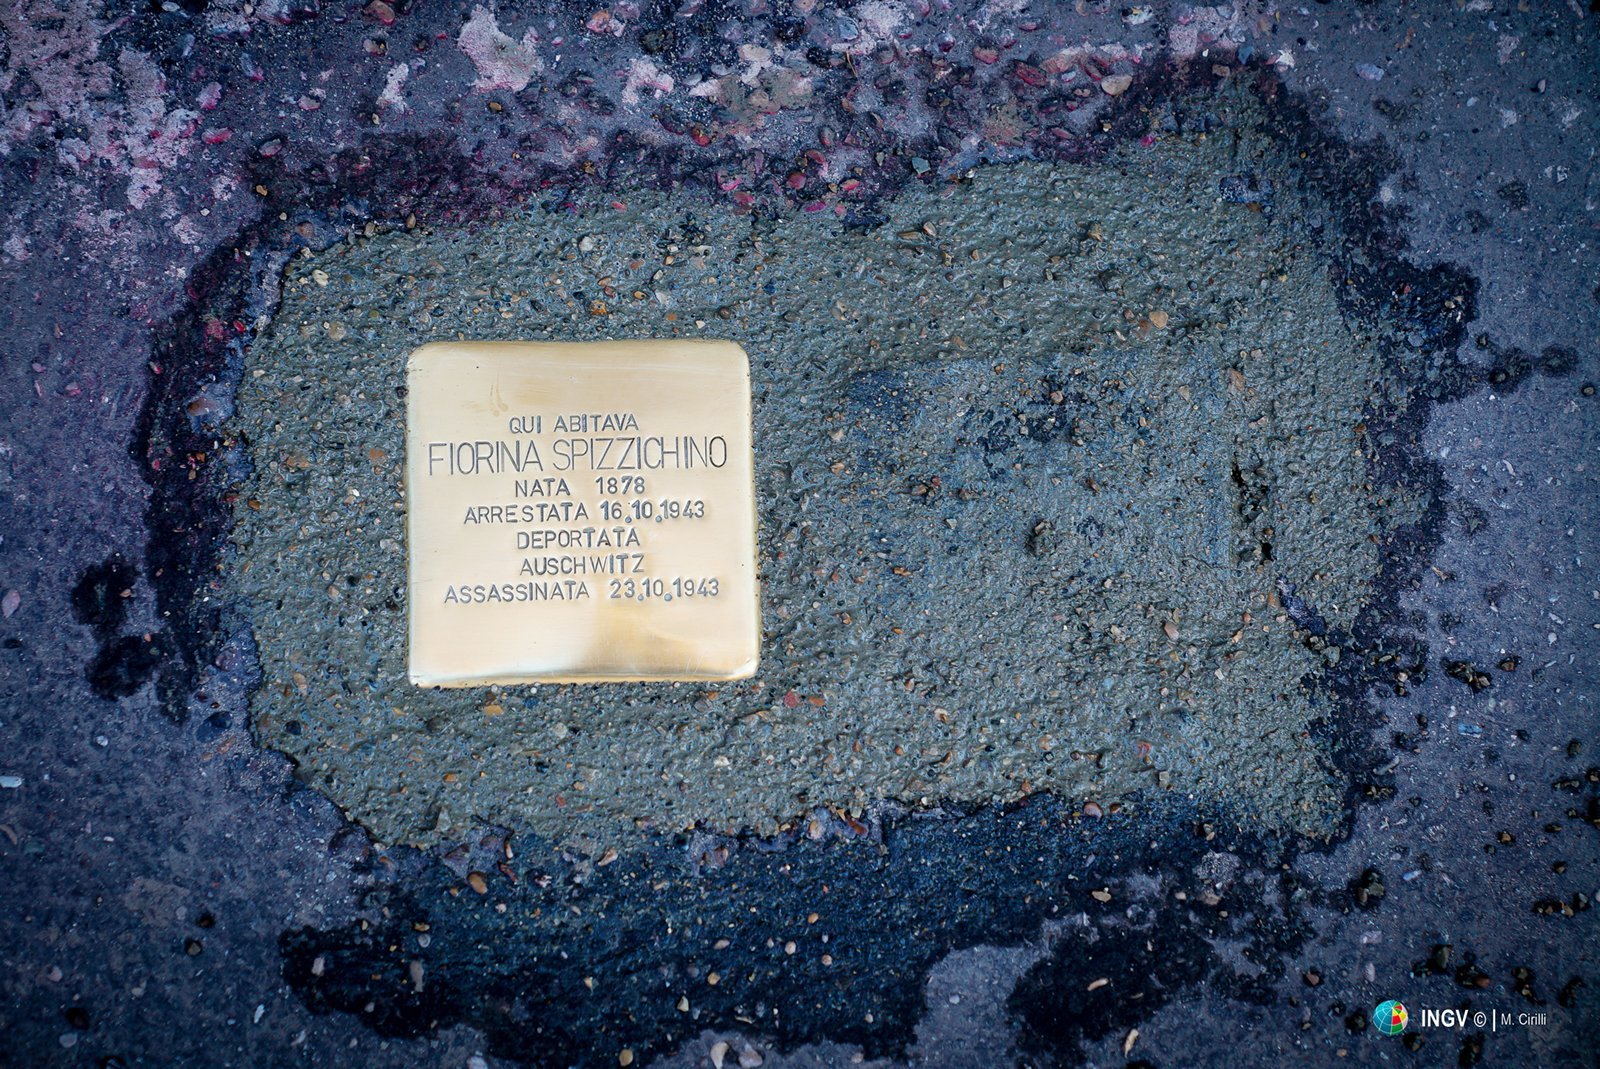 QUI ABITAVA
FIORINA SPIZZICHINO
NATA 1878
ARRESTATA 16.10.1943
DEPORTATA
AUSCHWITZ
ASSASSINATA 23.10.1943
INGV © | M. Cirilli